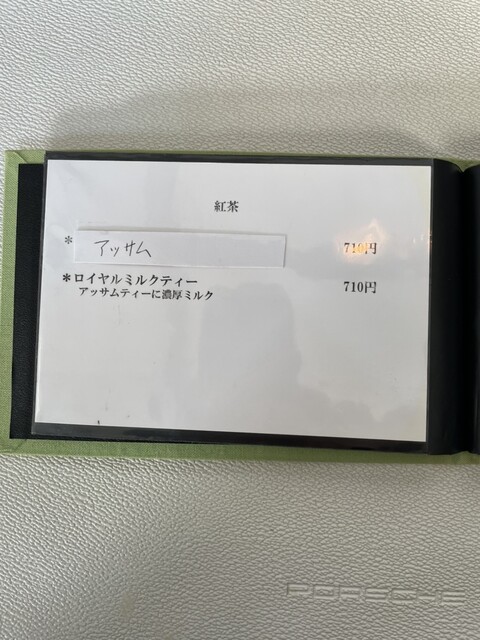 紅茶
* アッサム 710円
*ロイヤルミルクティー 710円
アッサムティーに濃厚ミルク
PORSCHE